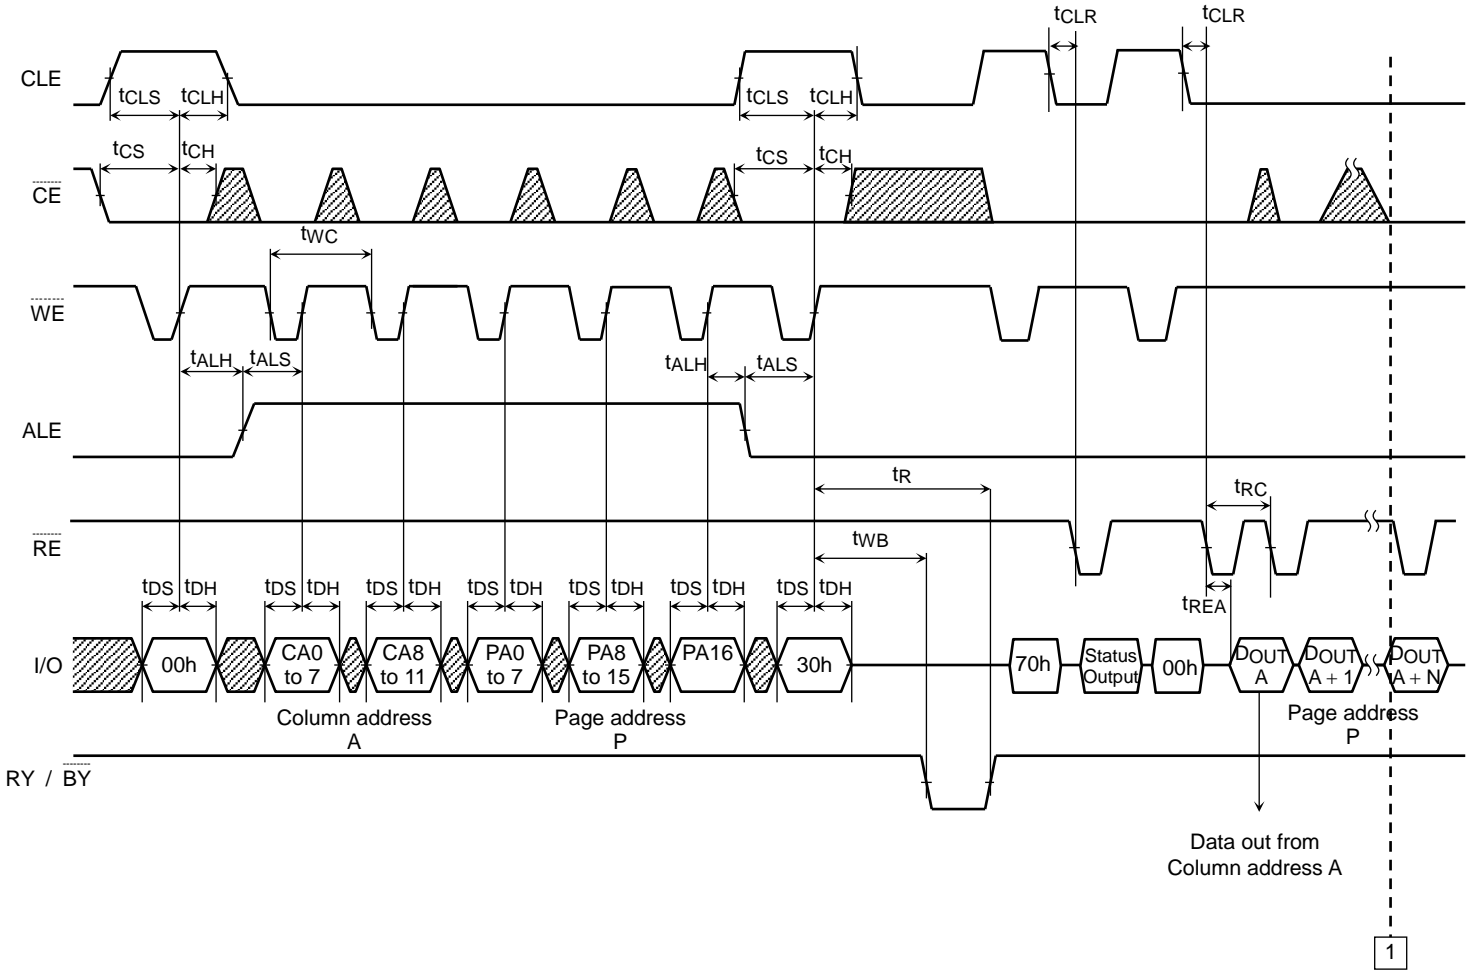 tCLR tCLR
CLE
tCLS tCLH tCLS tCLH
tCS tCH tCS tCH
CE
tWC
WE
tALH tALS tALH tALS
ALE
tR
tRC
RE
tWB
tDS tDH tDS tDH tDS tDH tDS tDH tDS tDH tDS tDH tDS tDH
tREA
I/O
00h
CA0
to 7
CA8
to 11
PA0
to 7
PA8
to 15
PA16
30h
70h
Status
Output
00h
DOUT
A
DOUT
A + 1
DOUT
A + N
Column address
A
Page address
P
Page address
P
RY / BY
Data out from
Column address A
1